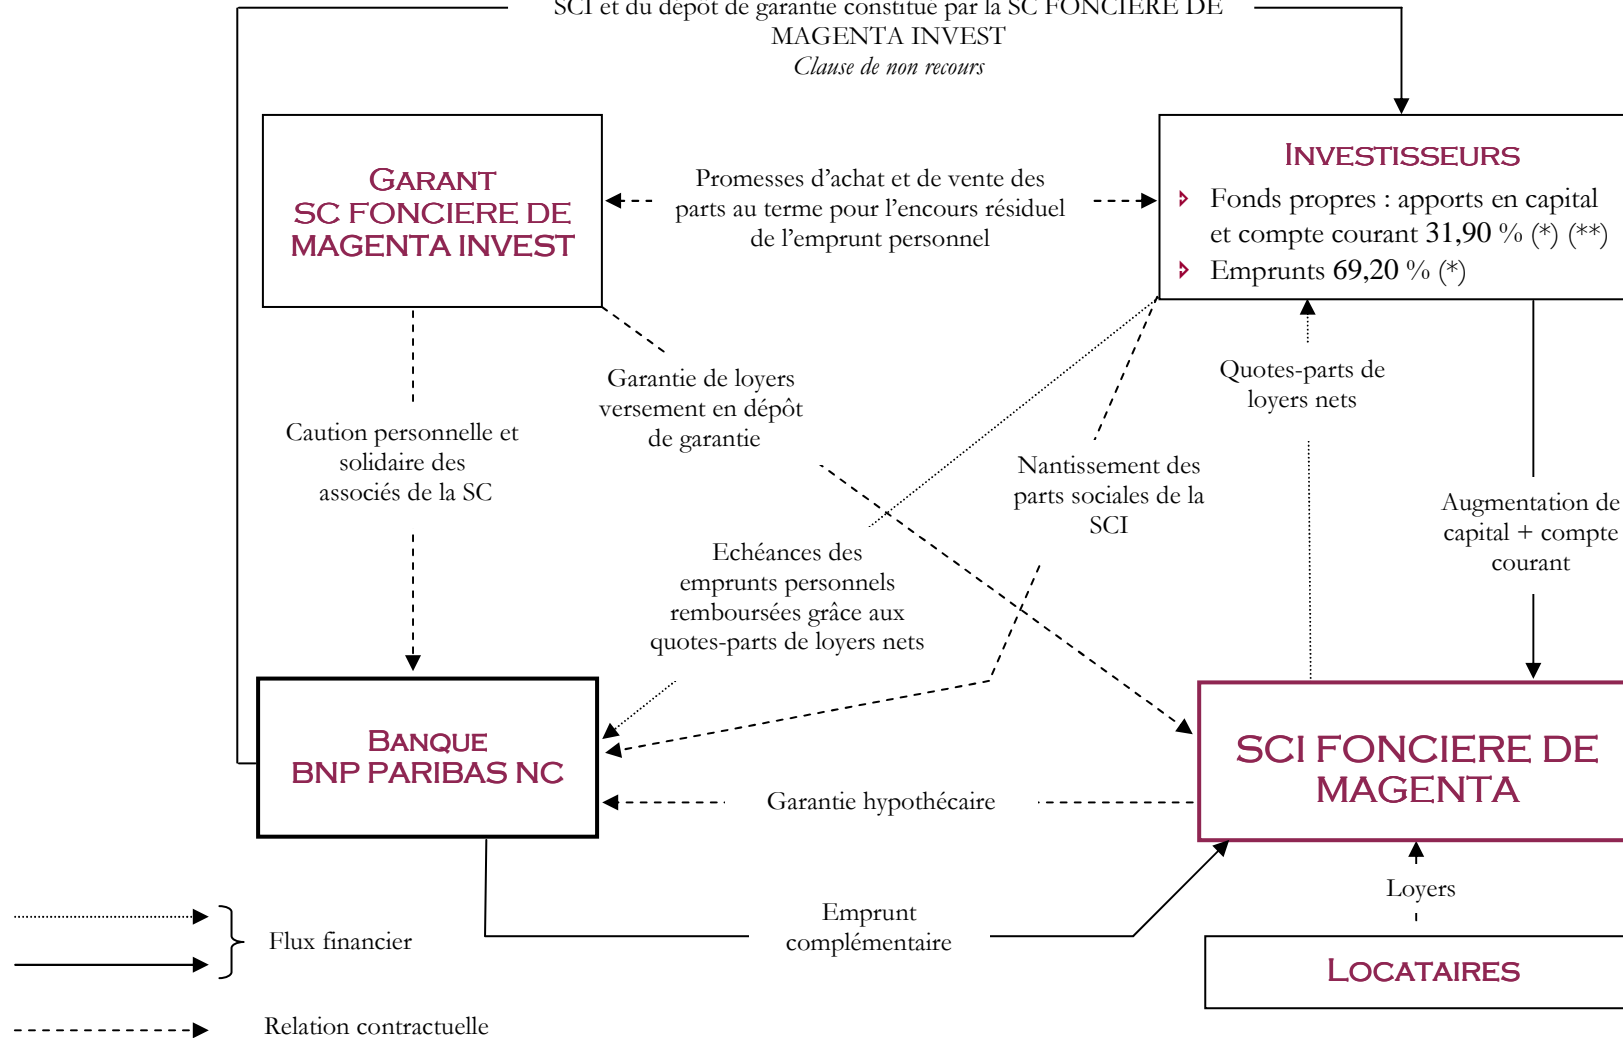 SCI et du dépôt de garantie constitué par la SC FONCIERE DE
MAGENTA INVEST
Clause de non recours
GARANT
SC FONCIERE DE
MAGENTA INVEST
Promesses d'achat et de vente des
parts au terme pour l'encours résiduel
de l'emprunt personnel
INVESTISSEURS
Fonds propres : apports en capital
et compte courant 31,90 % (*) (**)
Emprunts 69,20 % (*)
Garantie de loyers
versement en dépôt
de garantie
Quotes-parts de
loyers nets
Caution personnelle et
solidaire des
associés de la SC
Nantissement des
parts sociales de la
SCI
Augmentation de
capital + compte
courant
Echéances des
emprunts personnels
remboursées grâce aux
quotes-parts de loyers nets
BANQUE
BNP PARIBAS NC
SCI FONCIERE DE
MAGENTA
Garantie hypothécaire
Loyers
Emprunt
complémentaire
Flux financier
LOCATAIRES
Relation contractuelle